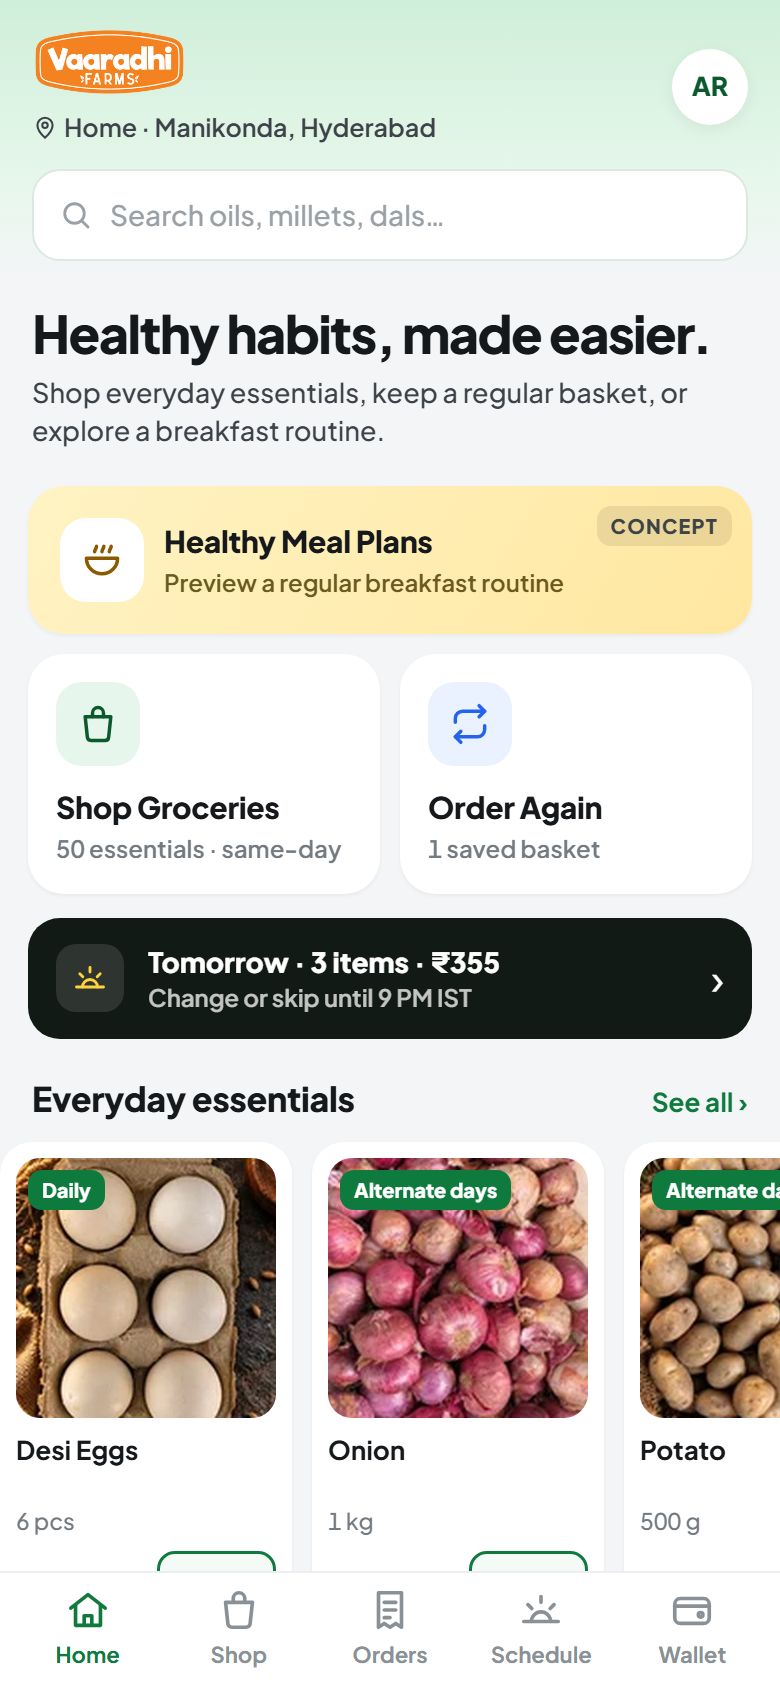 Vaaradhi
FARMS
AR
Home · Manikonda, Hyderabad
Search oils, millets, dals…
Healthy habits, made easier.
Shop everyday essentials, keep a regular basket, or
explore a breakfast routine.
CONCEPT
Healthy Meal Plans
Preview a regular breakfast routine
Shop Groceries
50 essentials · same-day
Order Again
1 saved basket
Tomorrow · 3 items · ₹355
Change or skip until 9 PM IST
Everyday essentials
See all ›
Daily
Alternate days
Alternate da
Desi Eggs
Onion
Potato
6 pcs
1 kg
500 g
Home
Shop
Orders
Schedule
Wallet